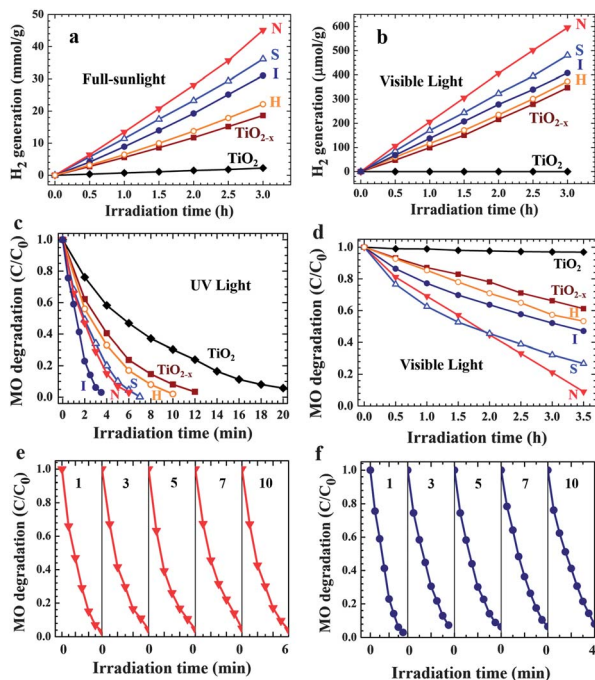 a
Full-sunlight
N
S
I
H
TiO2-x
TiO2
H2 generation (mmol/g)
50
40
30
20
10
0
0.0 0.5 1.0 1.5 2.0 2.5 3.0
Irradiation time (h)
b
Visible Light
N
S
I
H
TiO2-x
TiO2
H2 generation (μmol/g)
600
500
400
300
200
100
0
0.0 0.5 1.0 1.5 2.0 2.5 3.0
Irradiation time (h)
c
UV Light
TiO2
TiO2-x
I
N
S
H
MO degradation (C/C0)
1.0
0.8
0.6
0.4
0.2
0.0
0 2 4 6 8 10 12 14 16 18 20
Irradiation time (min)
d
TiO2
TiO2-x
H
I
S
N
Visible Light
MO degradation (C/C0)
1.0
0.8
0.6
0.4
0.2
0.0
0.0 0.5 1.0 1.5 2.0 2.5 3.0 3.5
Irradiation time (h)
e
1 3 5 7 10
MO degradation (C/C0)
1.0
0.8
0.6
0.4
0.2
0.0
0 0 0 0 0 6
Irradiation time (min)
f
1 3 5 7 10
MO degradation (C/C0)
1.0
0.8
0.6
0.4
0.2
0.0
0 0 0 0 0 4
Irradiation time (min)